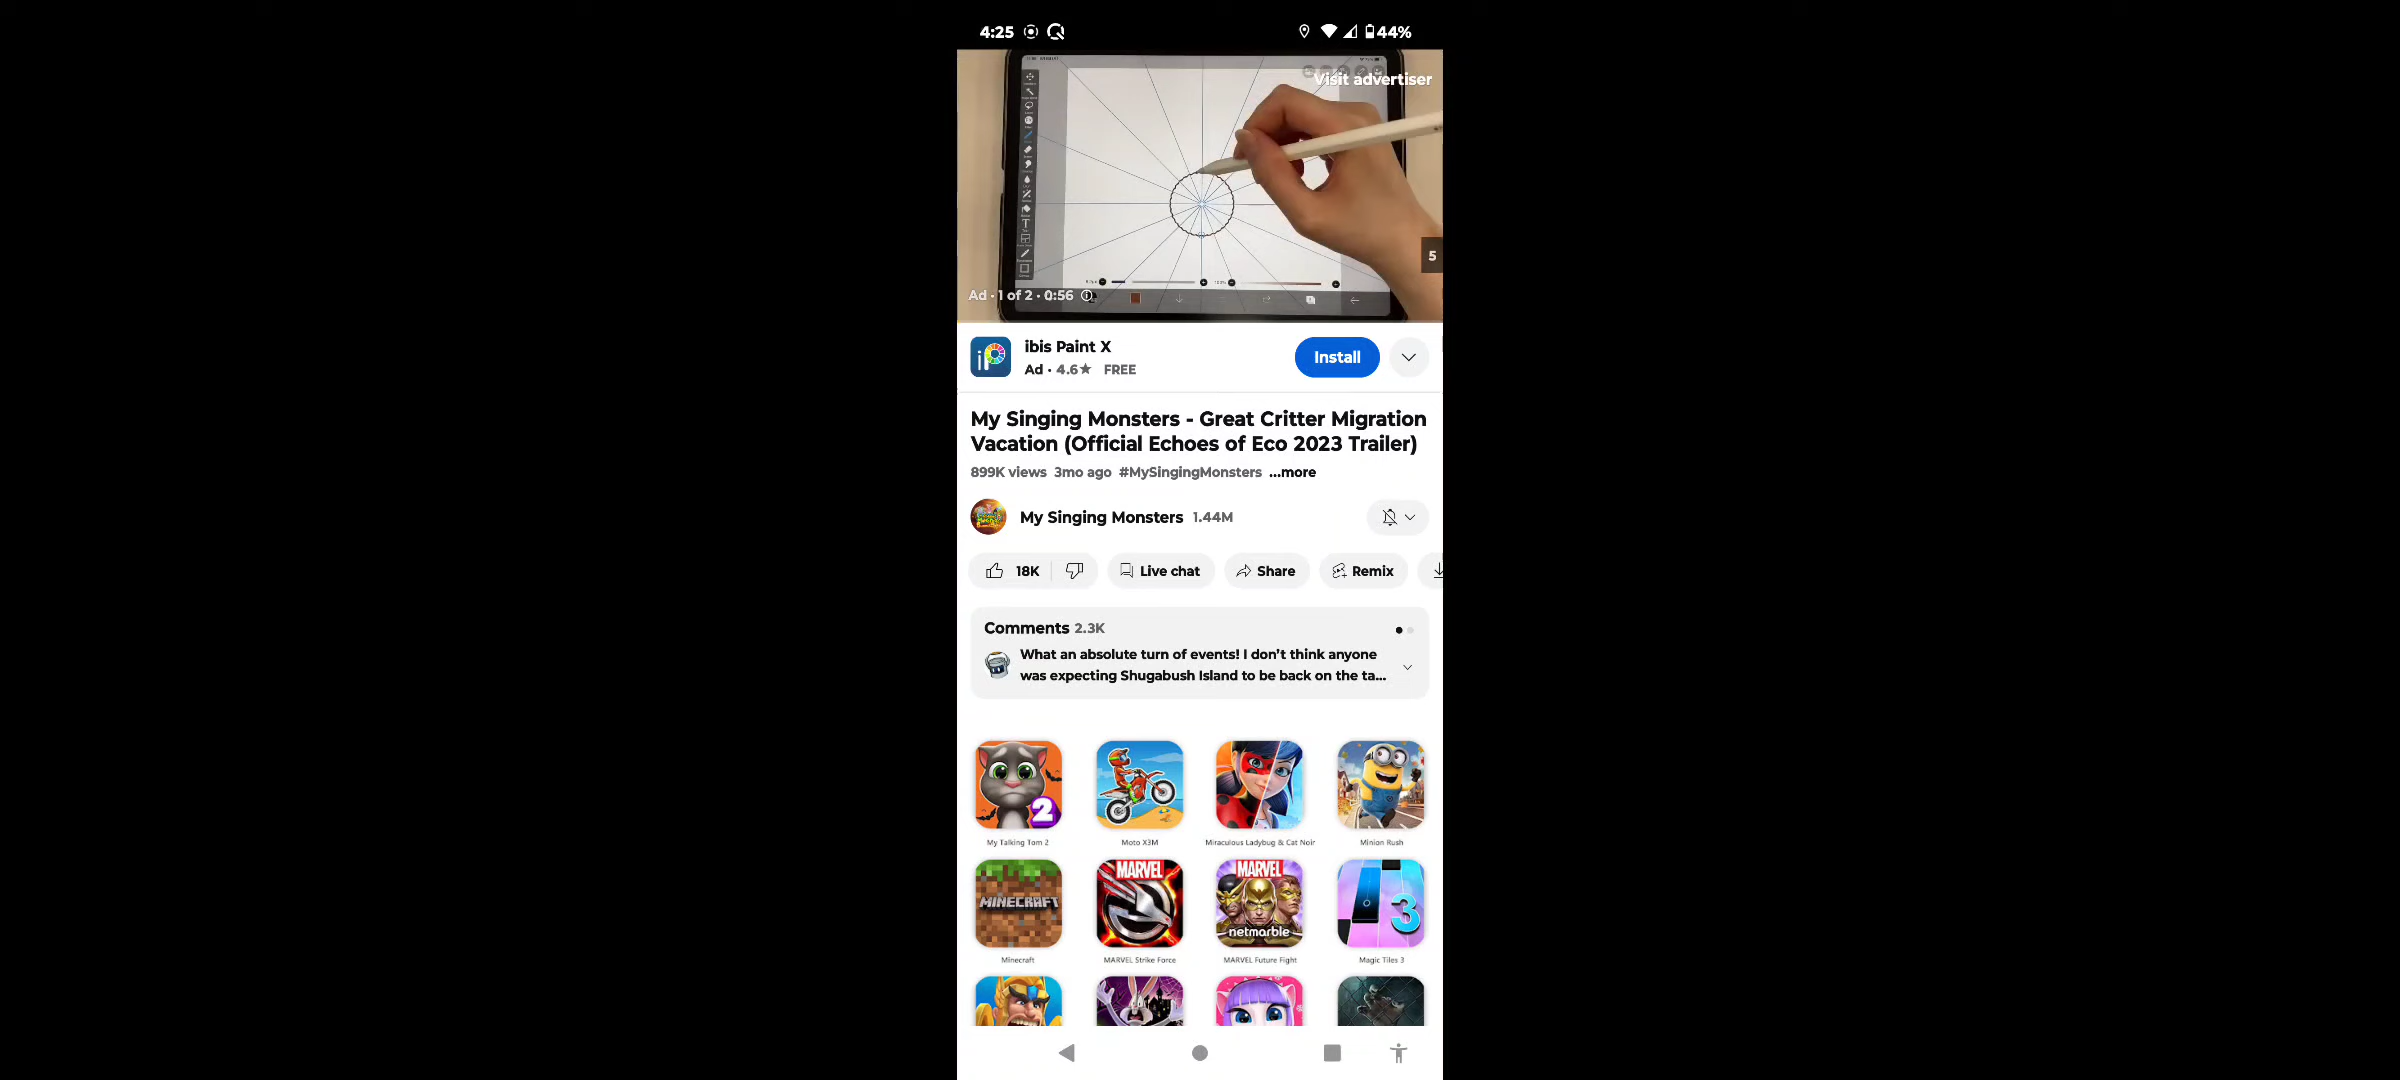 4:25
44%
Visit advertiser
5
Ad • 1 of 2 • 0:56
ibis Paint X
Install
Ad • 4.6★ FREE
My Singing Monsters - Great Critter Migration
Vacation (Official Echoes of Eco 2023 Trailer)
899K views 3mo ago #MySingingMonsters ...more
My Singing Monsters 1.44M
18K
Live chat
Share
Remix
Comments 2.3K
What an absolute turn of events! I don't think anyone
was expecting Shugabush Island to be back on the ta...
2
My Talking Tom 2
Moto X3M
Miraculous Ladybug & Cat Noir
Minion Rush
MINECRAFT
MARVEL
MARVEL
netmarble
3
Minecraft
MARVEL Strike Force
MARVEL Future Fight
Magic Tiles 3